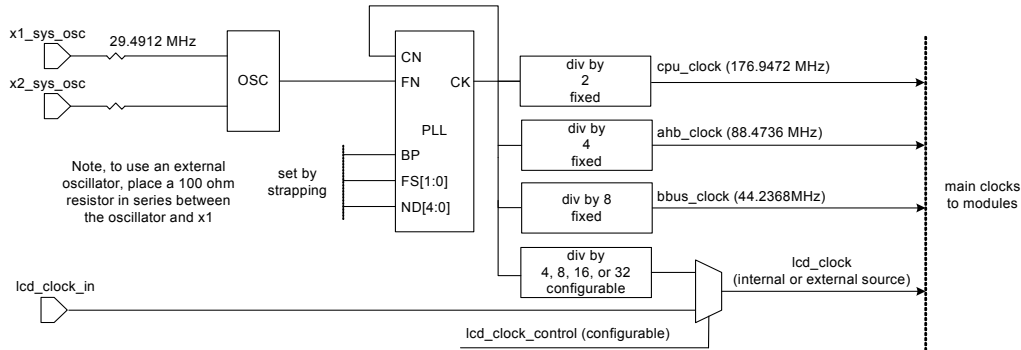 x1_sys_osc
29.4912 MHz
x2_sys_osc
OSC
Note, to use an external
oscillator, place a 100 ohm
resistor in series between
the oscillator and x1
set by
strapping
CN
FN
CK
PLL
BP
FS[1:0]
ND[4:0]
div by
2
fixed
cpu_clock (176.9472 MHz)
div by
4
fixed
ahb_clock (88.4736 MHz)
div by 8
fixed
bbus_clock (44.2368MHz)
div by
4, 8, 16, or 32
configurable
lcd_clock
(internal or external source)
main clocks
to modules
lcd_clock_in
lcd_clock_control (configurable)